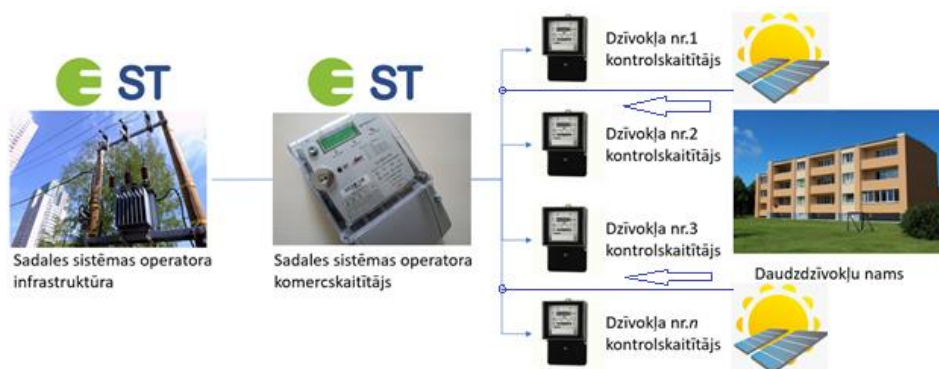 ST
Sadales sistēmas operatora
infrastruktūra
ST
Sadales sistēmas operatora
komercskaitītājs
Dzīvokļa nr.1
kontrolskaitītājs
Dzīvokļa nr.2
kontrolskaitītājs
Dzīvokļa nr.3
kontrolskaitītājs
Dzīvokļa nr.n
kontrolskaitītājs
Daudzdzīvokļu nams